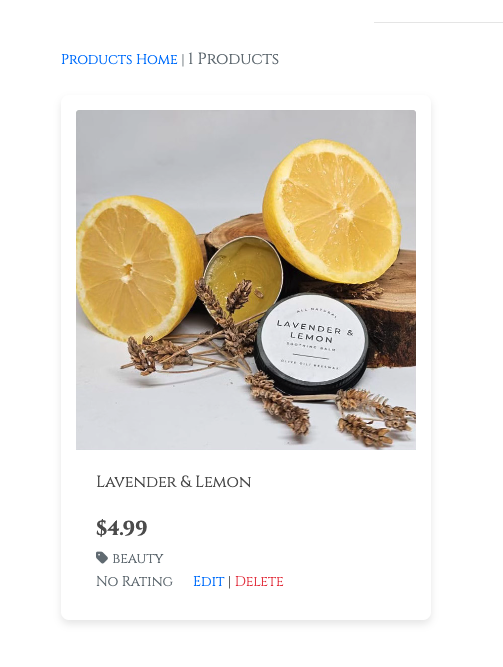 Products Home | 1 Products
ALL NATURAL
LAVENDER &
LEMON
SOOTHING BALM
OLIVE OIL| BEESWAX
Lavender & Lemon
$4.99
beauty
No Rating Edit | Delete